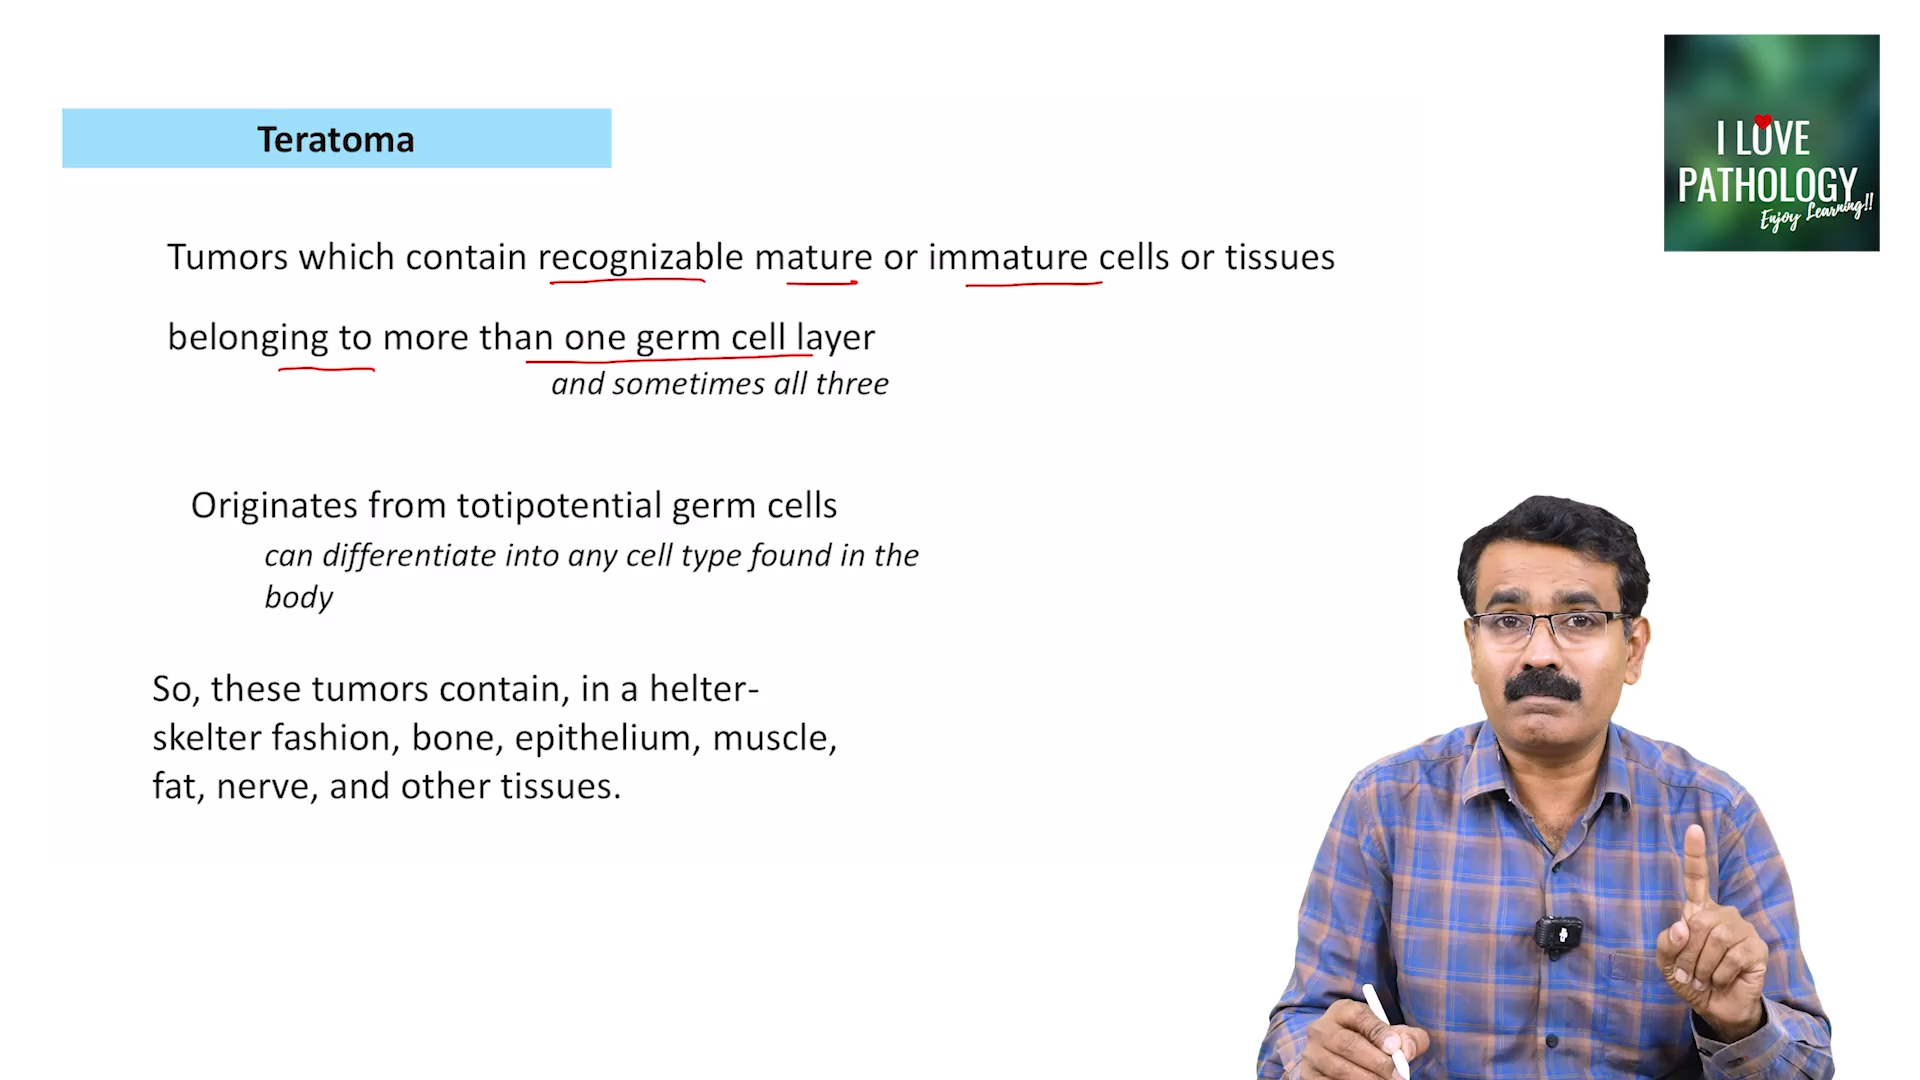 Teratoma
I LOVE
PATHOLOGY
Enjoy Learning!!
Tumors which contain recognizable mature or immature cells or tissues
belonging to more than one germ cell layer
and sometimes all three
Originates from totipotential germ cells
can differentiate into any cell type found in the
body
So, these tumors contain, in a helter-
skelter fashion, bone, epithelium, muscle,
fat, nerve, and other tissues.